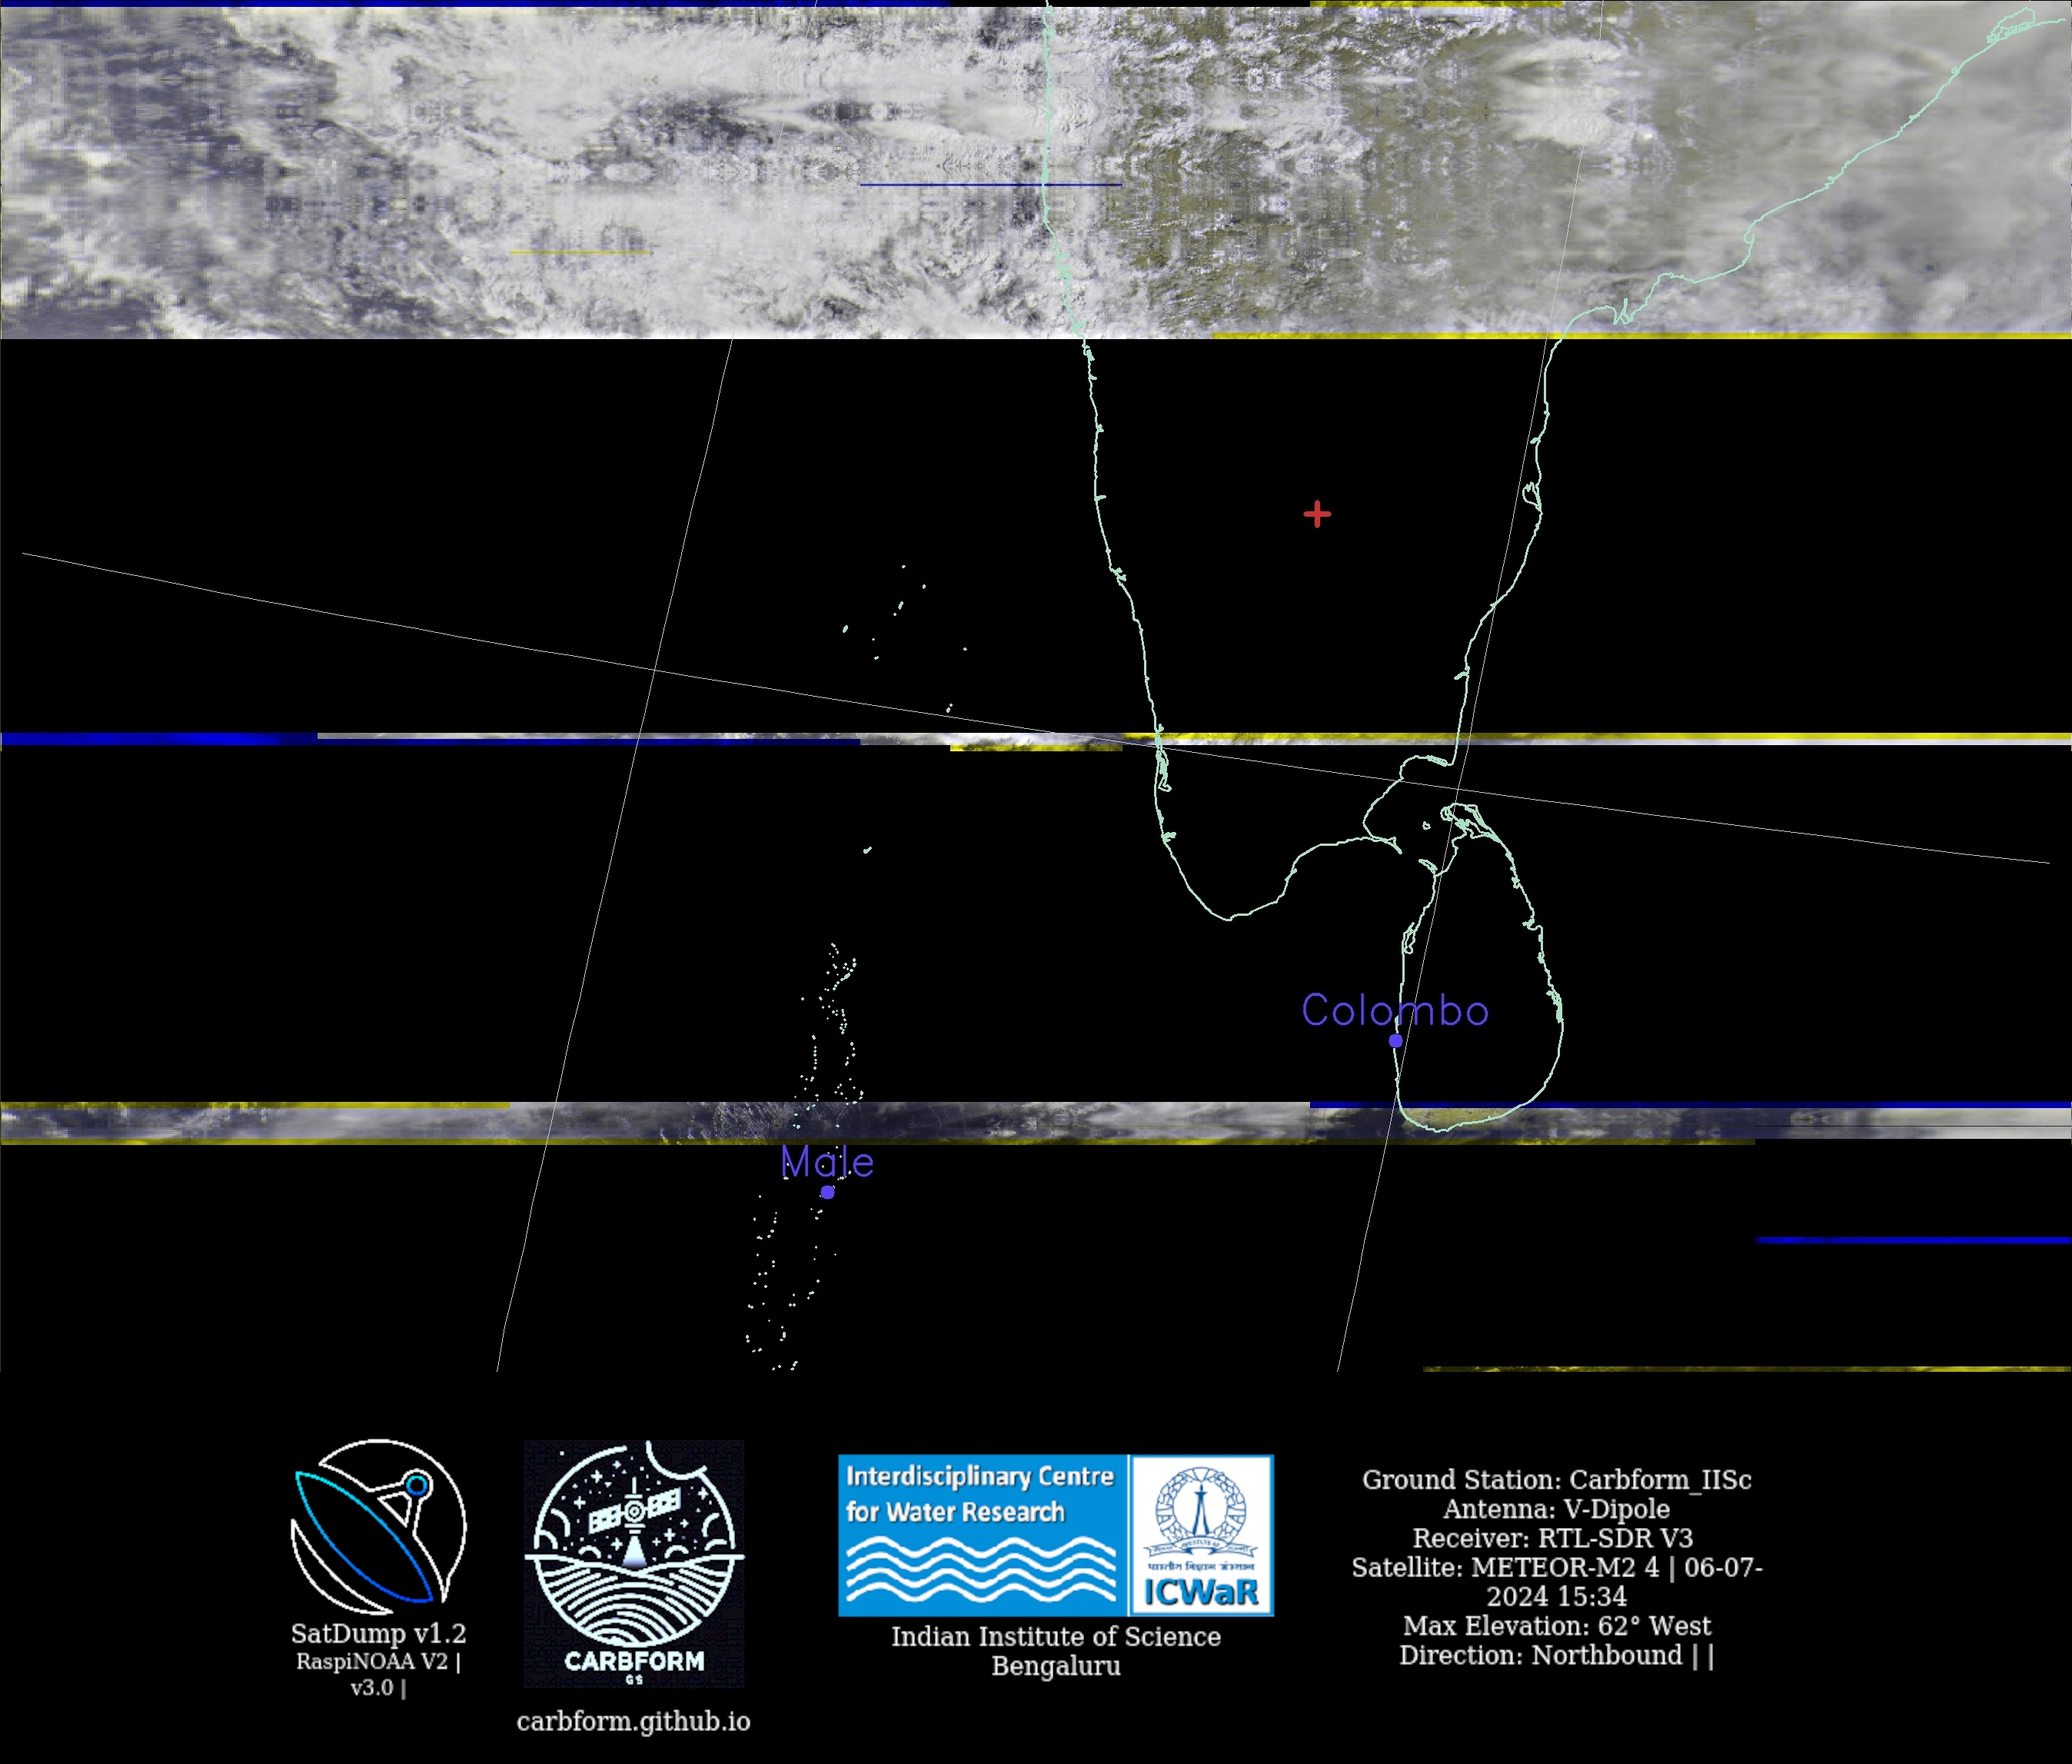 Colombo
Male
SatDump v1.2
RaspiNOAA V2 |
v3.0 |
CARBFORM
GS
carbform.github.io
Interdisciplinary Centre
for Water Research
भारतीय विज्ञान संस्थान
ICWaR
Indian Institute of Science
Bengaluru
Ground Station: Carbform_IISc
Antenna: V-Dipole
Receiver: RTL-SDR V3
Satellite: METEOR-M2 4 | 06-07-
2024 15:34
Max Elevation: 62° West
Direction: Northbound | |